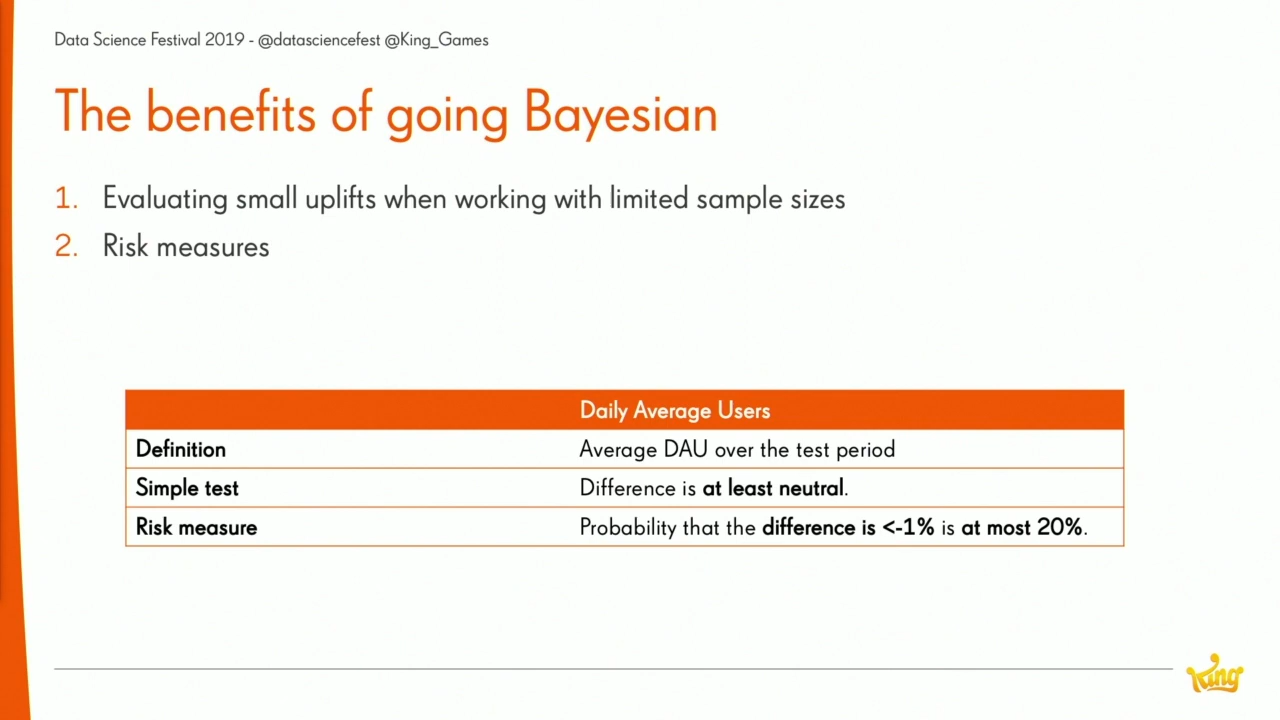 Data Science Festival 2019 - @datasciencefest @King_Games
The benefits of going Bayesian
1. Evaluating small uplifts when working with limited sample sizes
2. Risk measures
Daily Average Users
Definition Average DAU over the test period
Simple test Difference is at least neutral.
Risk measure Probability that the difference is <-1% is at most 20%.
King